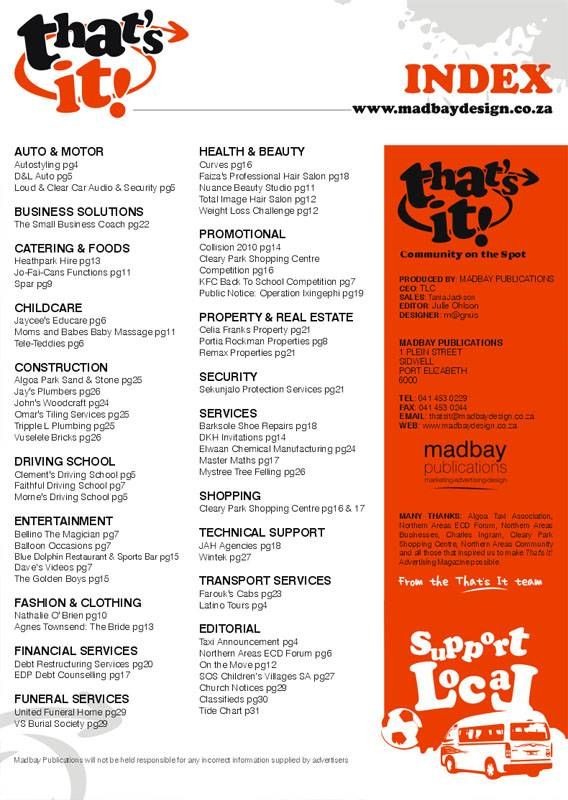 that's
it!
INDEX
www.madbaydesign.co.za
AUTO & MOTOR
Autostyling pg4
D&L Auto pg5
Loud & Clear Car Audio & Security pg5
BUSINESS SOLUTIONS
The Small Business Coach pg22
CATERING & FOODS
Heathpark Hire pg13
Jo-Fai-Cans Functions pg11
Spar pg9
CHILDCARE
Jaycee's Educare pg6
Moms and Babes Baby Massage pg11
Tele-Teddies pg6
CONSTRUCTION
Algoa Park Sand & Stone pg25
Jay's Plumbers pg26
John's Woodcraft pg24
Omar's Tiling Services pg25
Tripple L Plumbing pg25
Vuselele Bricks pg26
DRIVING SCHOOL
Clement's Driving School pg5
Faithful Driving School pg7
Morne's Driving School pg5
ENTERTAINMENT
Bellino The Magician pg7
Balloon Occasions pg7
Blue Dolphin Restaurant & Sports Bar pg15
Dave's Videos pg7
The Golden Boys pg15
FASHION & CLOTHING
Nathalie O'Brien pg10
Agnes Townsend: The Bride pg13
FINANCIAL SERVICES
Debt Restructuring Services pg20
EDP Debt Counselling pg17
FUNERAL SERVICES
United Funeral Home pg29
VS Burial Society pg29
HEALTH & BEAUTY
Curves pg16
Faiza's Professional Hair Salon pg18
Nuance Beauty Studio pg11
Total Image Hair Salon pg12
Weight Loss Challenge pg12
PROMOTIONAL
Collision 2010 pg14
Cleary Park Shopping Centre
Competition pg16
KFC Back To School Competition pg7
Public Notice: Operation Ixingephi pg19
PROPERTY & REAL ESTATE
Celia Franks Property pg21
Portia Rockman Properties pg8
Remax Properties pg21
SECURITY
Sekunjalo Protection Services pg21
SERVICES
Barksole Shoe Repairs pg18
DKH Invitations pg14
Elwaan Chemical Manufacturing pg24
Master Maths pg17
Mystree Tree Felling pg26
SHOPPING
Cleary Park Shopping Centre pg16 & 17
TECHNICAL SUPPORT
JAH Agencies pg18
Wintek pg27
TRANSPORT SERVICES
Farouk's Cabs pg23
Latino Tours pg4
EDITORIAL
Taxi Announcement pg4
Northern Areas ECD Forum pg6
On the Move pg12
SOS Children's Villages SA pg27
Church Notices pg29
Classifieds pg30
Tide Chart p31
that's
it!
Community on the Spot
PRODUCED BY: MADBAY PUBLICATIONS
CEO: TLC
SALES: Tania Jackson
EDITOR: Julie Ohlson
DESIGNER: m@gnus
MADBAY PUBLICATIONS
1 PLEIN STREET
SIDWELL
PORT ELIZABETH
6000
TEL: 041 453 0229
FAX: 041 453 0244
EMAIL: thatsit@madbaydesign.co.za
WEB: www.madbaydesign.co.za
madbay
publications
marketing•advertising•design
MANY THANKS: Algoa Taxi Association,
Northern Areas ECD Forum, Northern Areas
Businesses, Charles Ingram, Cleary Park
Shopping Centre, Northern Areas Community
and all those that inspired us to make That's It!
Advertising Magazine possible.
From the That's It team
Support
Local
Madbay Publications will not be held responsible for any incorrect information supplied by advertisers